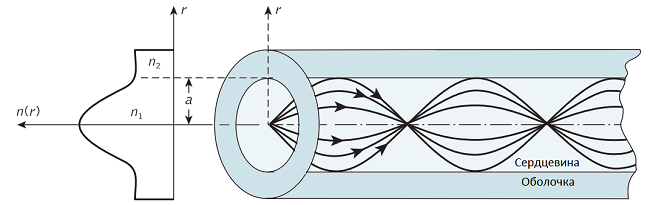 r
r
n₂
a
n(r)
n₁
Сердцевина
Оболочка